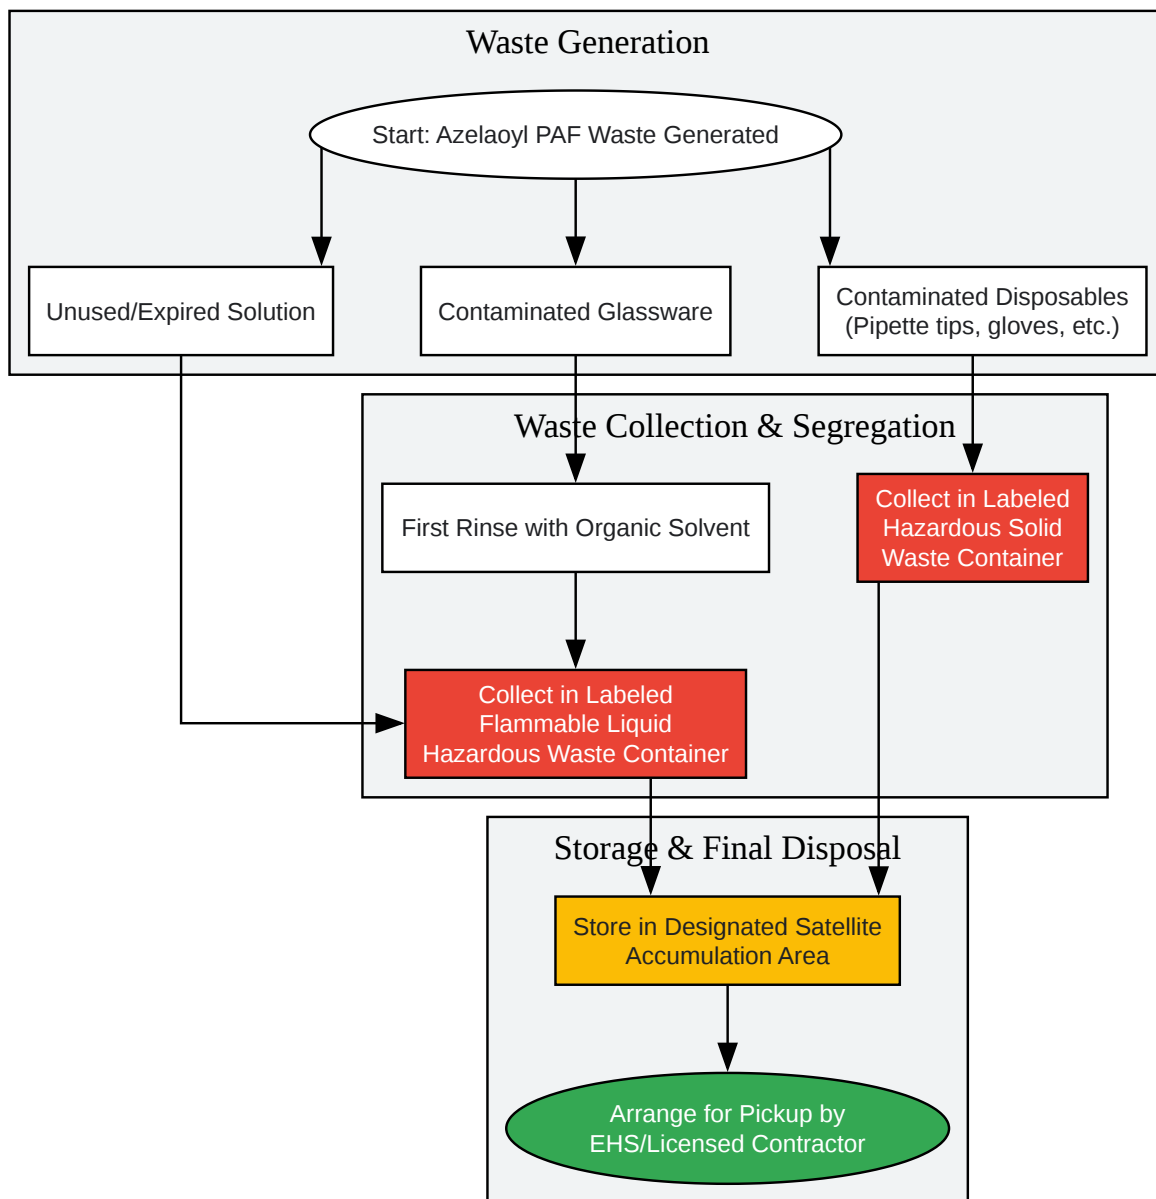 Waste Generation
Start: Azelaoyl PAF Waste Generated
Unused/Expired Solution
Contaminated Glassware
Contaminated Disposables
(Pipette tips, gloves, etc.)
Waste Collection & Segregation
First Rinse with Organic Solvent
Collect in Labeled
Hazardous Solid
Waste Container
Collect in Labeled
Flammable Liquid
Hazardous Waste Container
Storage & Final Disposal
Store in Designated Satellite
Accumulation Area
Arrange for Pickup by
EHS/Licensed Contractor